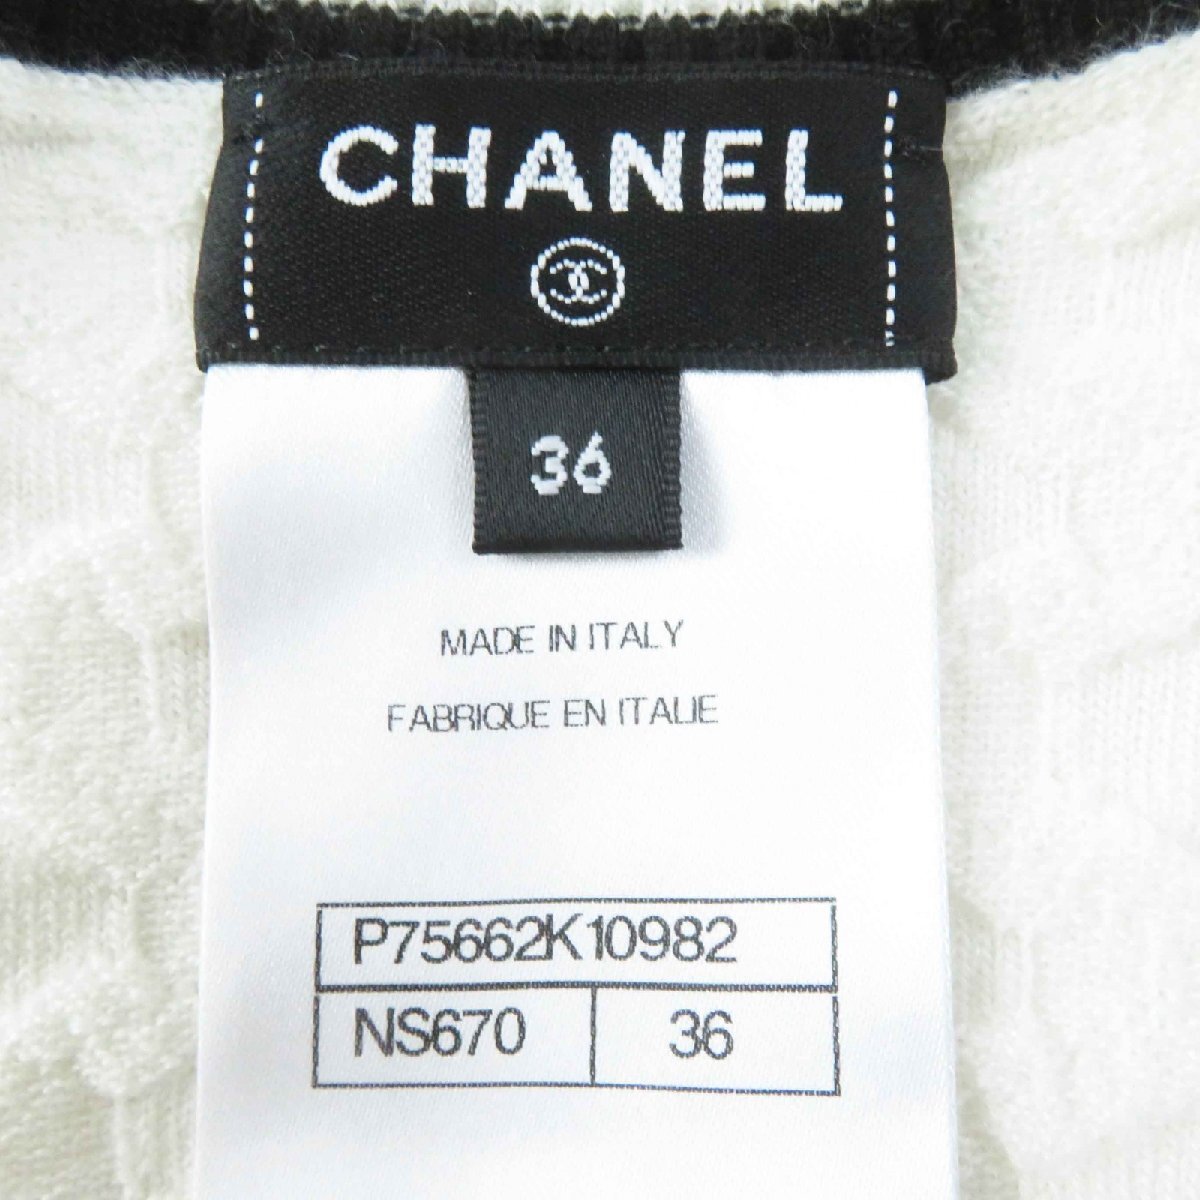 CHANEL
36
MADE IN ITALY
FABRIQUE EN ITALIE
P75662K10982
NS670 36